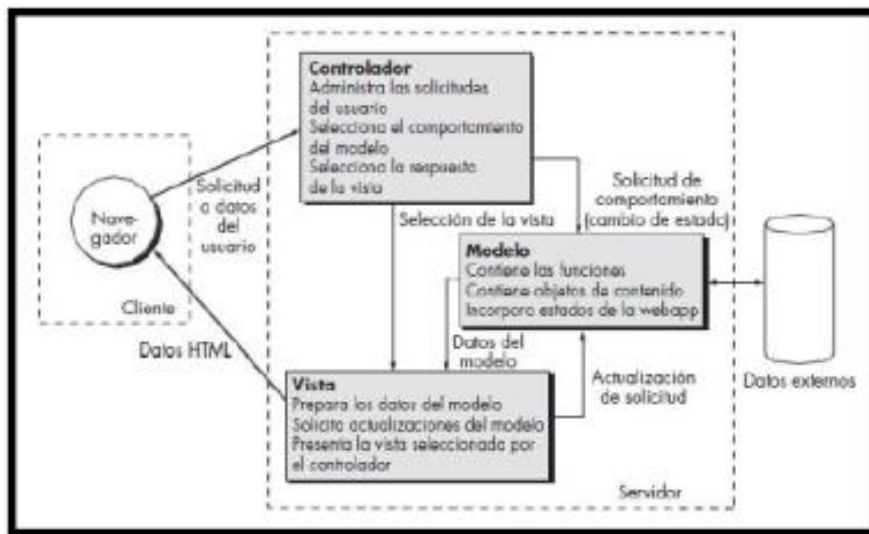 Controlador
Administra las solicitudes
del usuario
Selecciona el comportamiento
del modelo
Selecciona la respuesta
de la vista
Nave-
gador
Solicitud
o datos
del
usuario
Cliente
Selección de la vista
Solicitud de
comportamiento
(cambio de estado)
Modelo
Contiene las funciones
Contiene objetos de contenido
Incorpora estados de la webapp
Datos HTML
Datos del
modelo
Actualización
de solicitud
Datos externos
Vista
Prepara los datos del modelo
Solicita actualizaciones del modelo
Presenta la vista seleccionada por
el controlador
Servidor